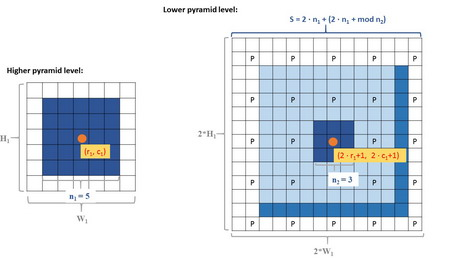 Lower pyramid level:
S = 2 · n₁ + (2 · n₁ + mod n₂)
Higher pyramid level:
H₁
(r₁, c₁)
n₁ = 5
W₁
P P P P P
P P P P P
2*H₁
P P P P
(2 · r₁+1, 2 · c₁+1)
P P P P
n₂ = 3
P P P P P
2*W₁